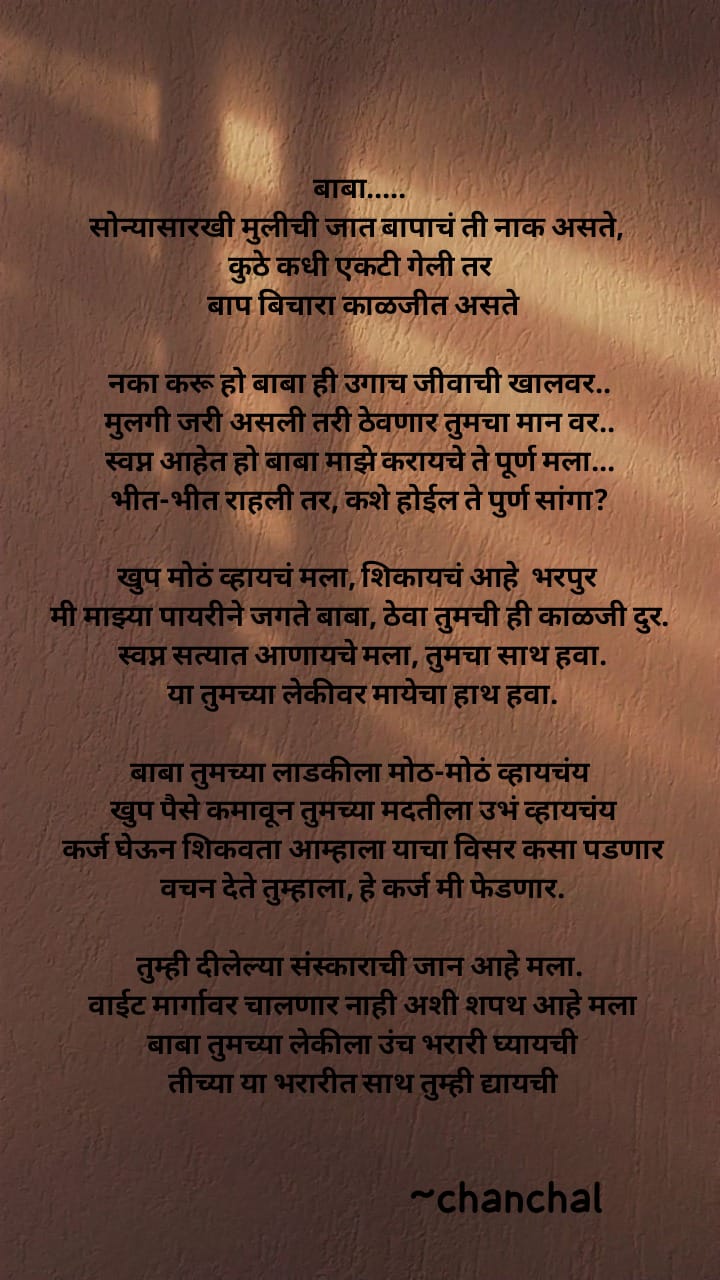 बाबा.....
सोन्यासारखी मुलीची जात बापाचं ती नाक असते,
कुठे कधी एकटी गेली तर
बाप बिचारा काळजीत असते
नका करू हो बाबा ही उगाच जीवाची खालवर..
मुलगी जरी असली तरी ठेवणार तुमचा मान वर..
स्वप्न आहेत हो बाबा माझे करायचे ते पूर्ण मला...
भीत-भीत राहली तर, कशे होईल ते पुर्ण सांगा?
खुप मोठं व्हायचं मला, शिकायचं आहे  भरपुर
मी माझ्या पायरीने जगते बाबा, ठेवा तुमची ही काळजी दुर.
स्वप्न सत्यात आणायचे मला, तुमचा साथ हवा.
या तुमच्या लेकीवर मायेचा हाथ हवा.
बाबा तुमच्या लाडकीला मोठ-मोठं व्हायचंय
खुप पैसे कमावून तुमच्या मदतीला उभं व्हायचंय
कर्ज घेऊन शिकवता आम्हाला याचा विसर कसा पडणार
वचन देते तुम्हाला, हे कर्ज मी फेडणार.
तुम्ही दीलेल्या संस्काराची जान आहे मला.
वाईट मार्गावर चालणार नाही अशी शपथ आहे मला
बाबा तुमच्या लेकीला उंच भरारी घ्यायची
तीच्या या भरारीत साथ तुम्ही द्यायची
~chanchal